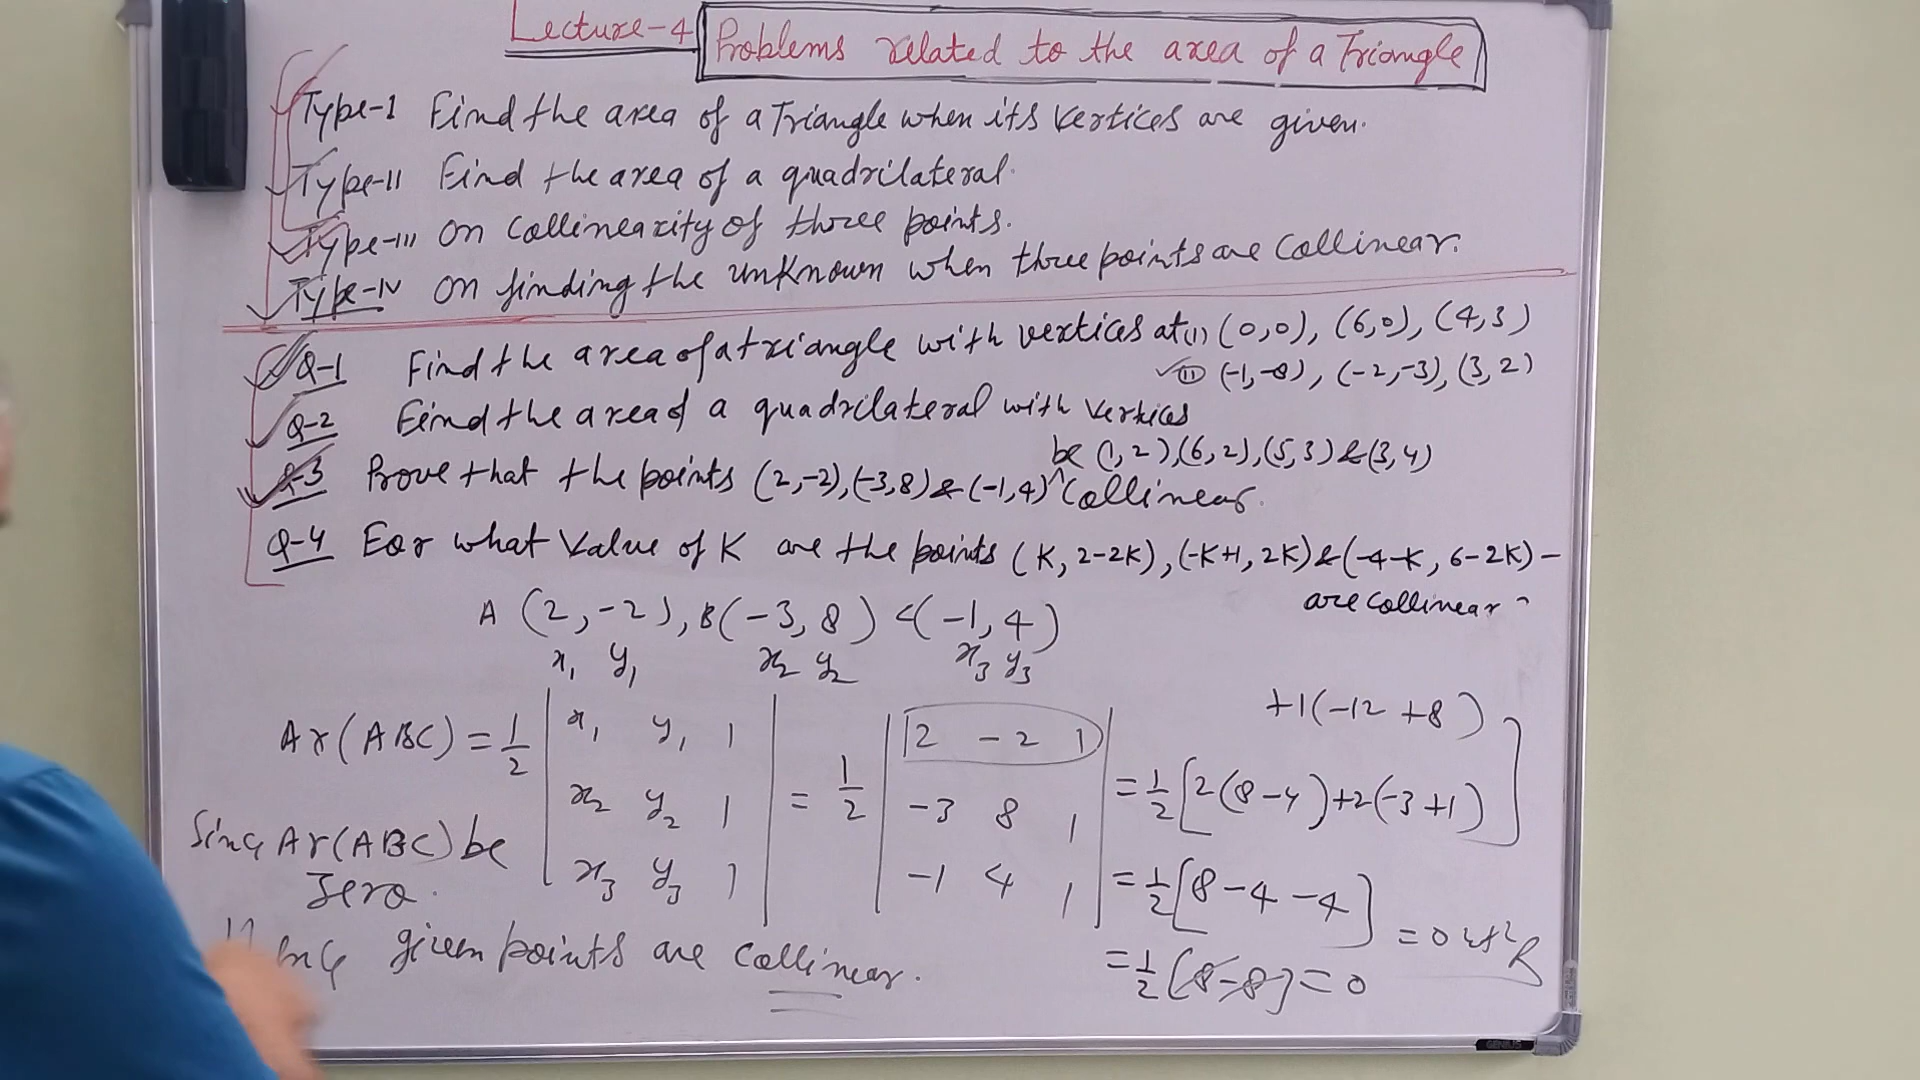 Lecture-4 Problems related to the area of a Triangle
Type-I Find the area of a Triangle when its vertices are given.
Type-II Find the area of a quadrilateral.
Type-III On Collinearity of three points.
Type-IV On finding the unknown when three points are Collinear.
Q-1 Find the area of a triangle with vertices at (i) (0,0), (6,0), (4,3)
(ii) (-1,-8), (-2,-3), (3,2)
Q-2 Find the area of a quadrilateral with vertices
(1,2),(6,2),(5,3)&(3,4)
Q-3 Prove that the points (2,-2),(-3,8)&(-1,4) be Collinear.
Q-4 For what Value of K are the points (K, 2-2K),(-K+1, 2K)&(-4-K, 6-2K)-
are collinear
A (2,-2), B(-3,8) C(-1,4)
x₁ y₁ x₂ y₂ x₃ y₃
+1(-12+8)
Ar(ABC) = 1/2 | x₁ y₁ 1 | = 1/2 | 2 -2 1 |
x₂ y₂ 1 -3 8 1 = 1/2[2(8-4)+2(-3+1)]
x₃ y₃ 1 -1 4 1 = 1/2[8-4-4]
Since Ar(ABC) be
Zero.
= 0
Hence given points are collinear.
= 1/2[8-8] = 0
GENIUS